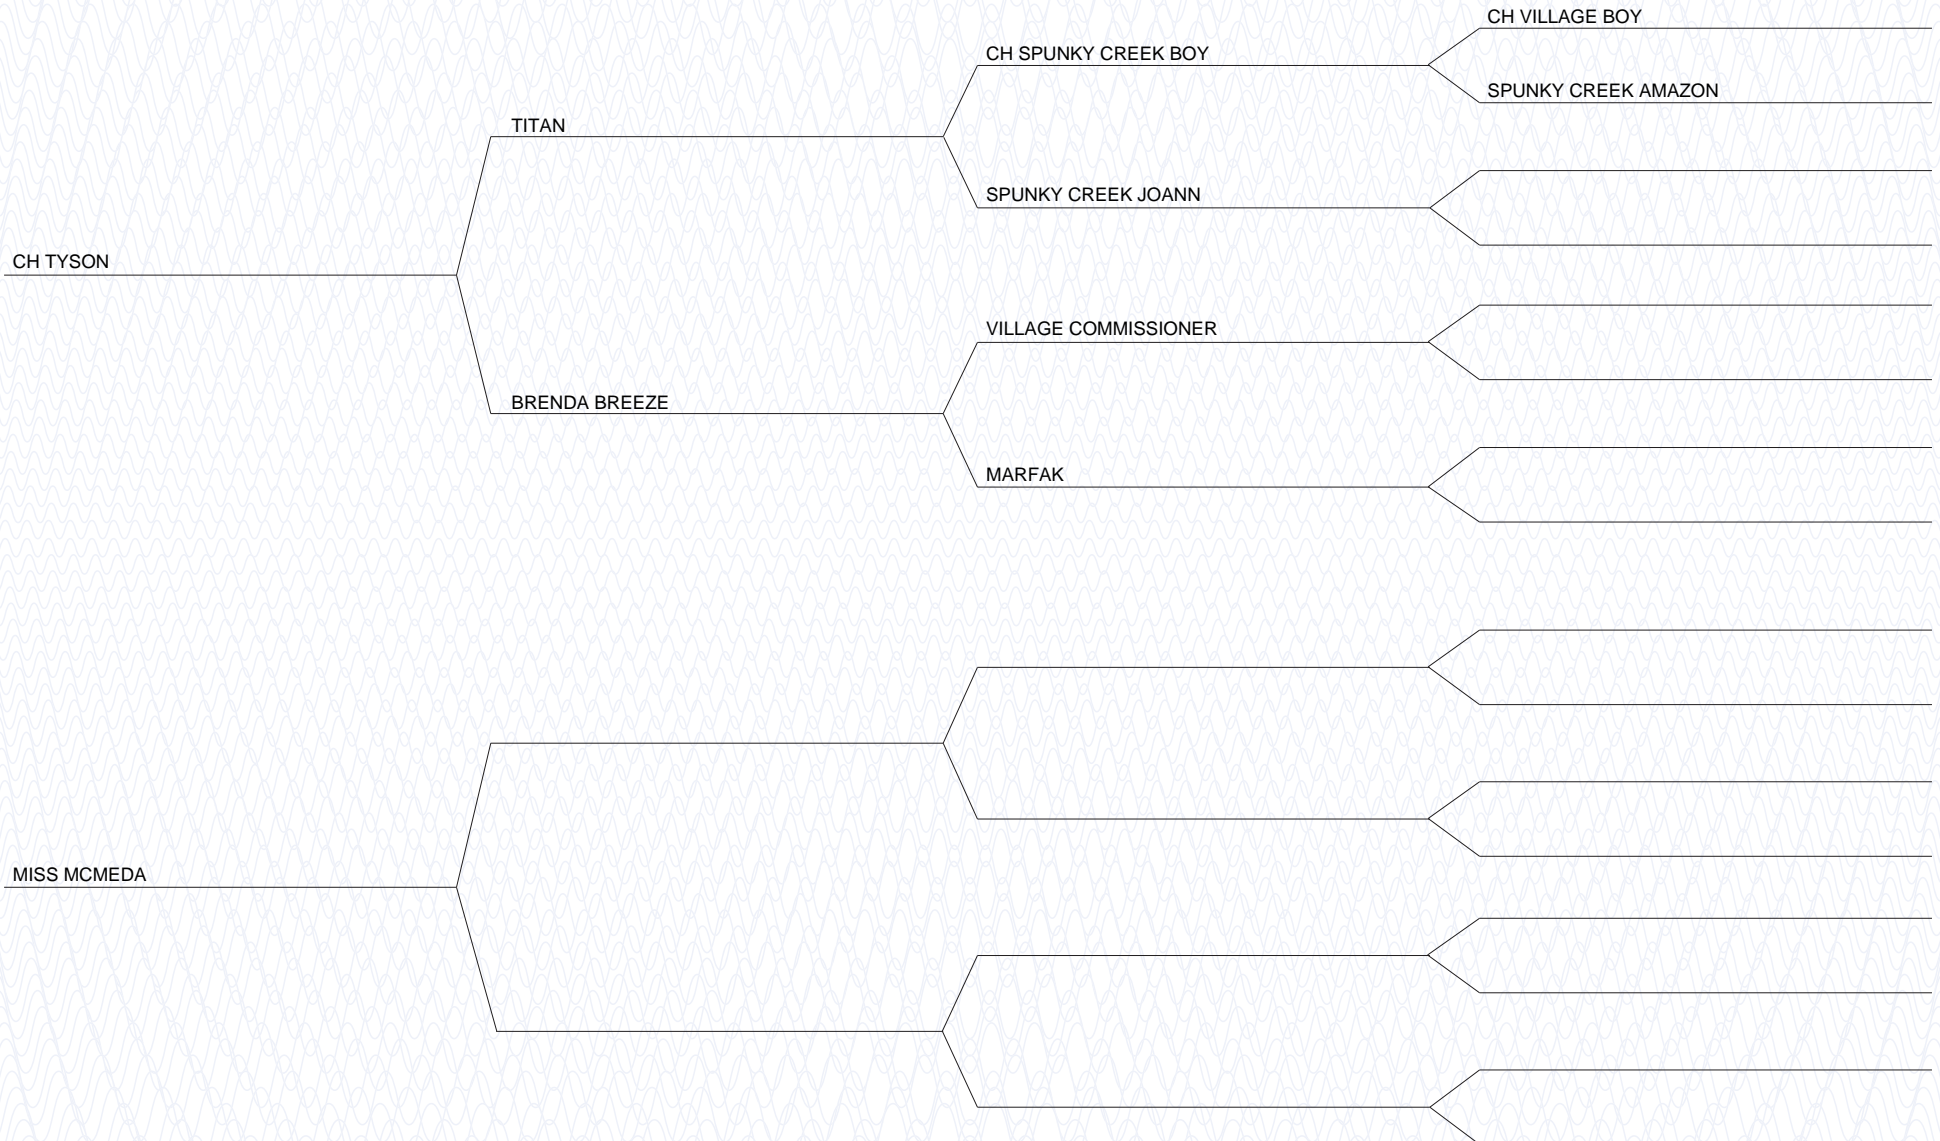 CH VILLAGE BOY
CH SPUNKY CREEK BOY
SPUNKY CREEK AMAZON
TITAN
SPUNKY CREEK JOANN
CH TYSON
VILLAGE COMMISSIONER
BRENDA BREEZE
MARFAK
MISS MCMEDA